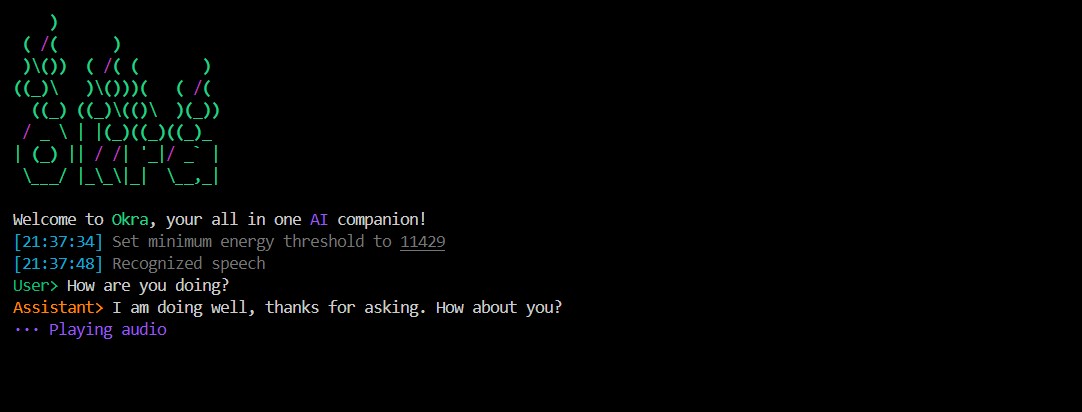 )
 ( /(      )
 )\())  ( /( (       )
((_)\   )\()))(   ( /(
  ((_) ((_)\(()\  )(_))
 / _ \ | |(_)((_)((_)_
| (_) || / /| '_|/ _` |
 \___/ |_\_\|_|  \__,_|
Welcome to Okra, your all in one AI companion!
[21:37:34] Set minimum energy threshold to 11429
[21:37:48] Recognized speech
User> How are you doing?
Assistant> I am doing well, thanks for asking. How about you?
··· Playing audio